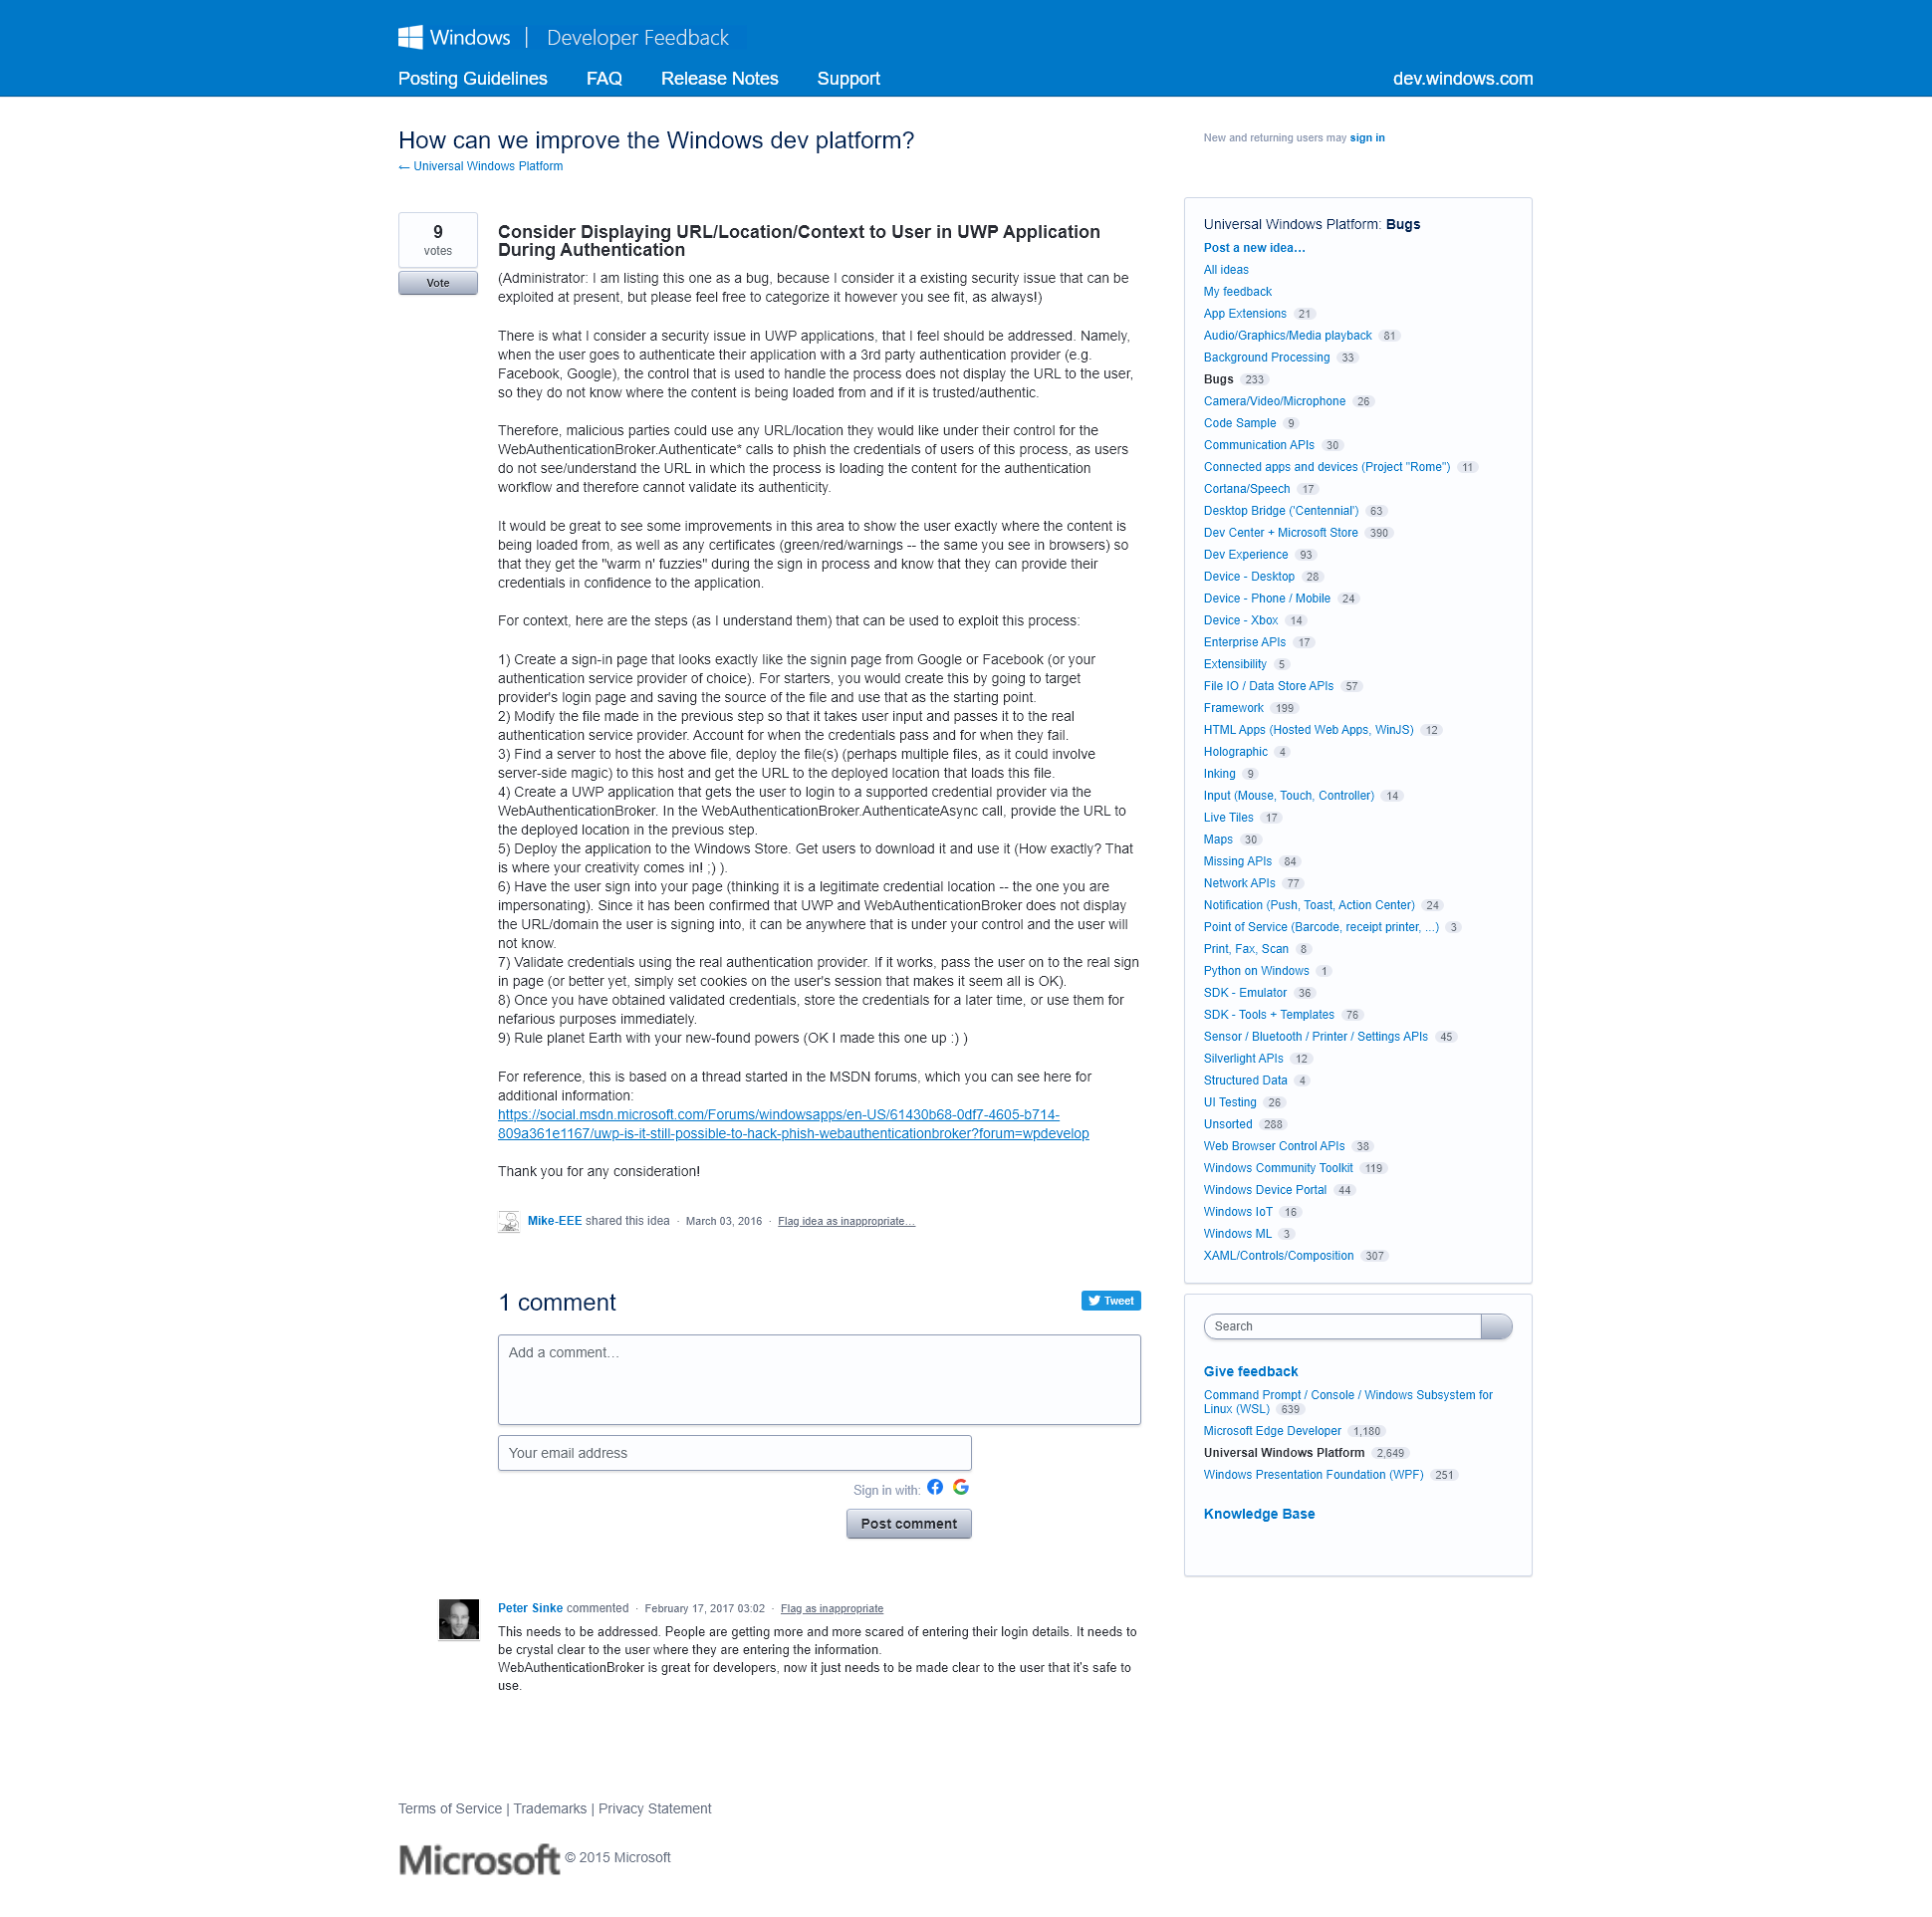 Windows | Developer Feedback
Posting Guidelines FAQ Release Notes Support dev.windows.com
How can we improve the Windows dev platform?
← Universal Windows Platform
New and returning users may sign in
9
votes
Vote
Consider Displaying URL/Location/Context to User in UWP Application
During Authentication
(Administrator: I am listing this one as a bug, because I consider it a existing security issue that can be
exploited at present, but please feel free to categorize it however you see fit, as always!)
There is what I consider a security issue in UWP applications, that I feel should be addressed. Namely,
when the user goes to authenticate their application with a 3rd party authentication provider (e.g.
Facebook, Google), the control that is used to handle the process does not display the URL to the user,
so they do not know where the content is being loaded from and if it is trusted/authentic.
Therefore, malicious parties could use any URL/location they would like under their control for the
WebAuthenticationBroker.Authenticate* calls to phish the credentials of users of this process, as users
do not see/understand the URL in which the process is loading the content for the authentication
workflow and therefore cannot validate its authenticity.
It would be great to see some improvements in this area to show the user exactly where the content is
being loaded from, as well as any certificates (green/red/warnings -- the same you see in browsers) so
that they get the "warm n' fuzzies" during the sign in process and know that they can provide their
credentials in confidence to the application.
For context, here are the steps (as I understand them) that can be used to exploit this process:
1) Create a sign-in page that looks exactly like the signin page from Google or Facebook (or your
authentication service provider of choice). For starters, you would create this by going to target
provider's login page and saving the source of the file and use that as the starting point.
2) Modify the file made in the previous step so that it takes user input and passes it to the real
authentication service provider. Account for when the credentials pass and for when they fail.
3) Find a server to host the above file, deploy the file(s) (perhaps multiple files, as it could involve
server-side magic) to this host and get the URL to the deployed location that loads this file.
4) Create a UWP application that gets the user to login to a supported credential provider via the
WebAuthenticationBroker. In the WebAuthenticationBroker.AuthenticateAsync call, provide the URL to
the deployed location in the previous step.
5) Deploy the application to the Windows Store. Get users to download it and use it (How exactly? That
is where your creativity comes in! ;) ).
6) Have the user sign into your page (thinking it is a legitimate credential location -- the one you are
impersonating). Since it has been confirmed that UWP and WebAuthenticationBroker does not display
the URL/domain the user is signing into, it can be anywhere that is under your control and the user will
not know.
7) Validate credentials using the real authentication provider. If it works, pass the user on to the real sign
in page (or better yet, simply set cookies on the user's session that makes it seem all is OK).
8) Once you have obtained validated credentials, store the credentials for a later time, or use them for
nefarious purposes immediately.
9) Rule planet Earth with your new-found powers (OK I made this one up :) )
For reference, this is based on a thread started in the MSDN forums, which you can see here for
additional information:
https://social.msdn.microsoft.com/Forums/windowsapps/en-US/61430b68-0df7-4605-b714-
809a361e1167/uwp-is-it-still-possible-to-hack-phish-webauthenticationbroker?forum=wpdevelop
Thank you for any consideration!
Mike-EEE shared this idea · March 03, 2016 · Flag idea as inappropriate…
1 comment
Tweet
Add a comment…
Your email address
Sign in with:
Post comment
Peter Sinke commented · February 17, 2017 03:02 · Flag as inappropriate
This needs to be addressed. People are getting more and more scared of entering their login details. It needs to
be crystal clear to the user where they are entering the information.
WebAuthenticationBroker is great for developers, now it just needs to be made clear to the user that it's safe to
use.
Universal Windows Platform: Bugs
Post a new idea…
All ideas
My feedback
App Extensions 21
Audio/Graphics/Media playback 81
Background Processing 33
Bugs 233
Camera/Video/Microphone 26
Code Sample 9
Communication APIs 30
Connected apps and devices (Project "Rome") 11
Cortana/Speech 17
Desktop Bridge ('Centennial') 63
Dev Center + Microsoft Store 390
Dev Experience 93
Device - Desktop 28
Device - Phone / Mobile 24
Device - Xbox 14
Enterprise APIs 17
Extensibility 5
File IO / Data Store APIs 57
Framework 199
HTML Apps (Hosted Web Apps, WinJS) 12
Holographic 4
Inking 9
Input (Mouse, Touch, Controller) 14
Live Tiles 17
Maps 30
Missing APIs 84
Network APIs 77
Notification (Push, Toast, Action Center) 24
Point of Service (Barcode, receipt printer, ...) 3
Print, Fax, Scan 8
Python on Windows 1
SDK - Emulator 36
SDK - Tools + Templates 76
Sensor / Bluetooth / Printer / Settings APIs 45
Silverlight APIs 12
Structured Data 4
UI Testing 26
Unsorted 288
Web Browser Control APIs 38
Windows Community Toolkit 119
Windows Device Portal 44
Windows IoT 16
Windows ML 3
XAML/Controls/Composition 307
Search
Give feedback
Command Prompt / Console / Windows Subsystem for
Linux (WSL) 639
Microsoft Edge Developer 1,180
Universal Windows Platform 2,649
Windows Presentation Foundation (WPF) 251
Knowledge Base
Terms of Service | Trademarks | Privacy Statement
Microsoft © 2015 Microsoft